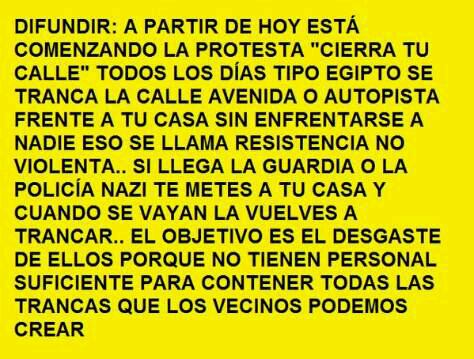 DIFUNDIR: A PARTIR DE HOY ESTÁ
COMENZANDO LA PROTESTA "CIERRA TU
CALLE" TODOS LOS DÍAS TIPO EGIPTO SE
TRANCA LA CALLE AVENIDA O AUTOPISTA
FRENTE A TU CASA SIN ENFRENTARSE A
NADIE ESO SE LLAMA RESISTENCIA NO
VIOLENTA.. SI LLEGA LA GUARDIA O LA
POLICÍA NAZI TE METES A TU CASA Y
CUANDO SE VAYAN LA VUELVES A
TRANCAR.. EL OBJETIVO ES EL DESGASTE
DE ELLOS PORQUE NO TIENEN PERSONAL
SUFICIENTE PARA CONTENER TODAS LAS
TRANCAS QUE LOS VECINOS PODEMOS
CREAR